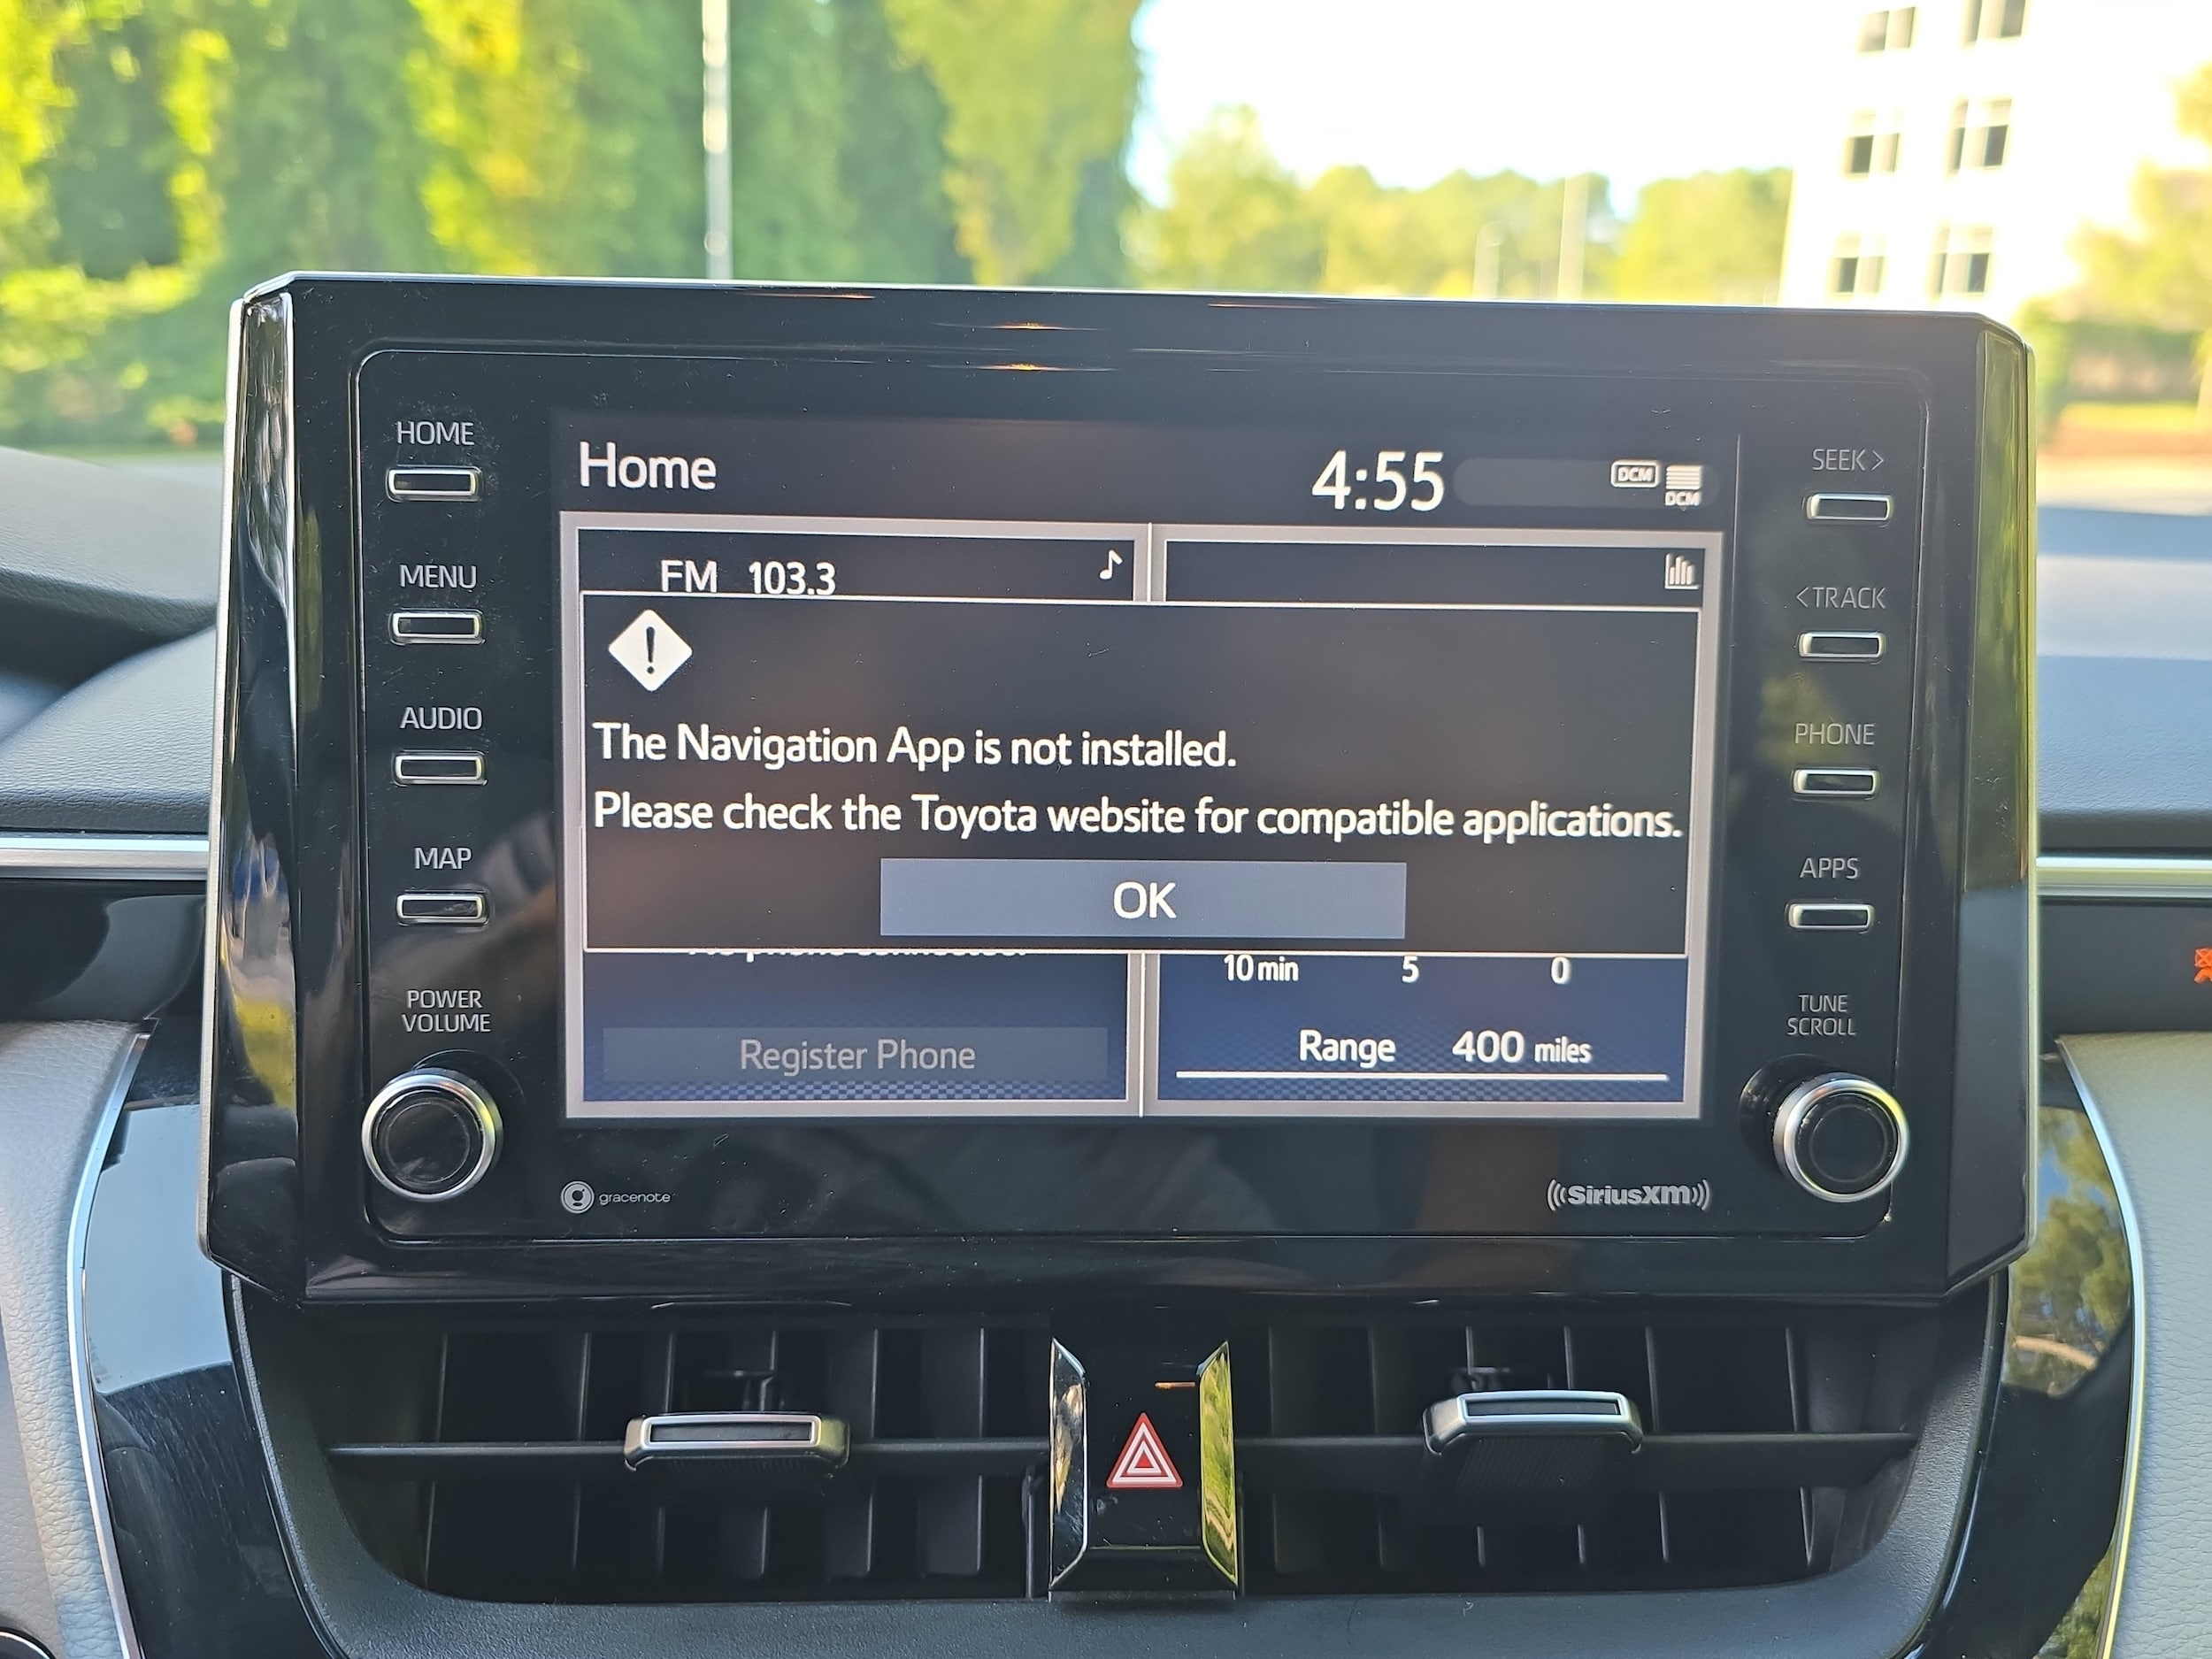 HOME
MENU
AUDIO
MAP
POWER
VOLUME
Home
4:55
DCM
DCM
FM 103.3
The Navigation App is not installed.
Please check the Toyota website for compatible applications.
OK
10 min 5 0
Register Phone
Range 400 miles
gracenote
SiriusXM
SEEK >
< TRACK
PHONE
APPS
TUNE
SCROLL